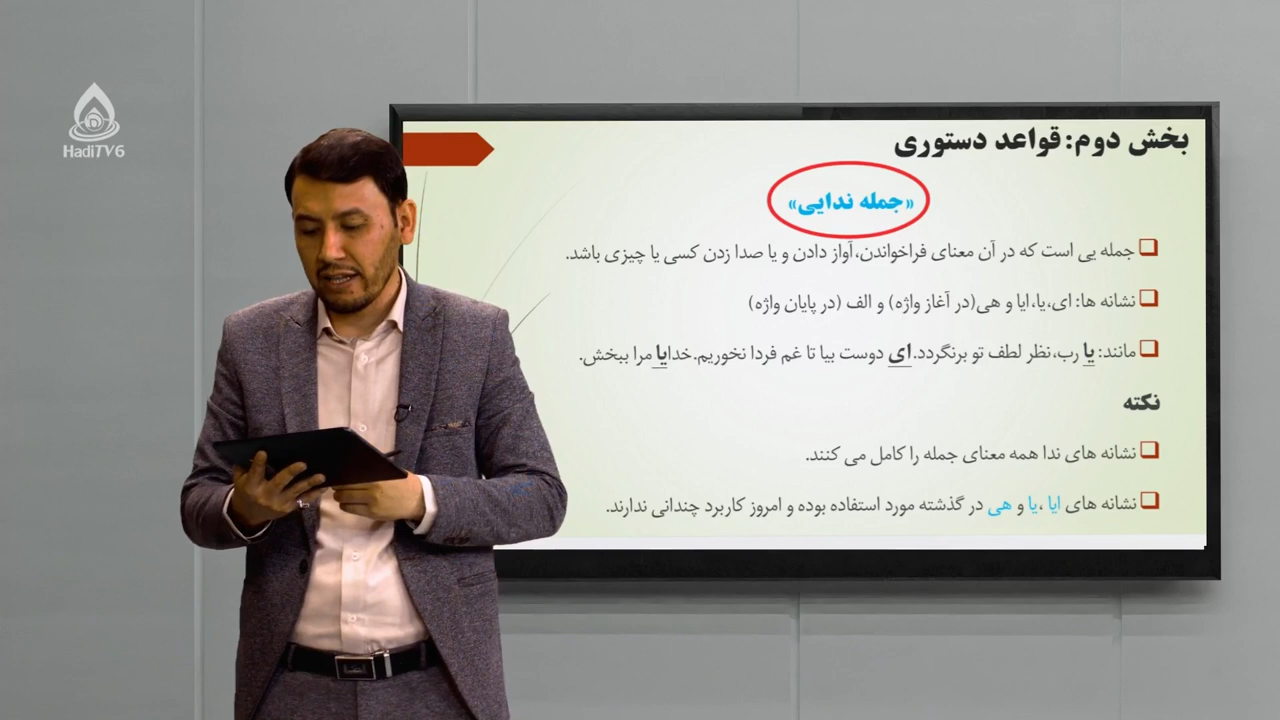 HadiTV6
بخش دوم: قواعد دستوری
«جمله ندایی»
جمله یی است که در آن معنای فراخواندن، آواز دادن و یا صدا زدن کسی یا چیزی باشد.
نشانه ها: ای، یا، ایا و هی(در آغاز واژه) و الف (در پایان واژه)
مانند: یا رب، نظر لطف تو برنگردد. ای دوست بیا تا غم فردا نخوریم. خدایا مرا ببخش.
نکته
نشانه های ندا همه معنای جمله را کامل می کنند.
نشانه های ایا ،یا و هی در گذشته مورد استفاده بوده و امروز کاربرد چندانی ندارند.